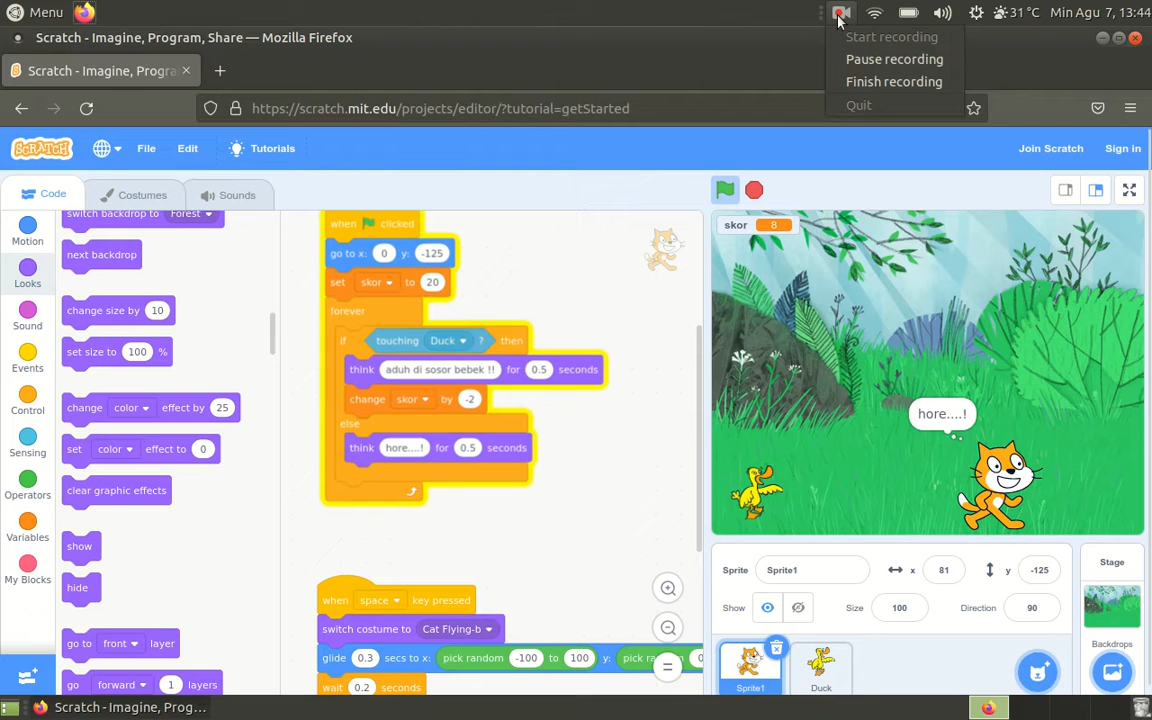 Menu
31 °C Min Agu 7, 13:44
Scratch - Imagine, Program, Share — Mozilla Firefox
Start recording
Pause recording
Finish recording
Quit
Scratch - Imagine, Progra
https://scratch.mit.edu/projects/editor/?tutorial=getStarted
SCRATCH File Edit Tutorials Join Scratch Sign in
Code Costumes Sounds
Motion
Looks
Sound
Events
Control
Sensing
Operators
Variables
My Blocks
switch backdrop to Forest
next backdrop
change size by 10
set size to 100 %
change color effect by 25
set color effect to 0
clear graphic effects
show
hide
go to front layer
go forward 1 layers
when clicked
go to x: 0 y: -125
set skor to 20
forever
if touching Duck ? then
think aduh di sosor bebek !! for 0.5 seconds
change skor by -2
else
think hore....! for 0.5 seconds
when space key pressed
switch costume to Cat Flying-b
glide 0.3 secs to x: pick random -100 to 100 y: pick random
wait 0.2 seconds
skor 8
hore....!
Sprite Sprite1 x 81 y -125
Show Size 100 Direction 90
Sprite1
Duck
Stage
Backdrops
Scratch - Imagine, Prog...